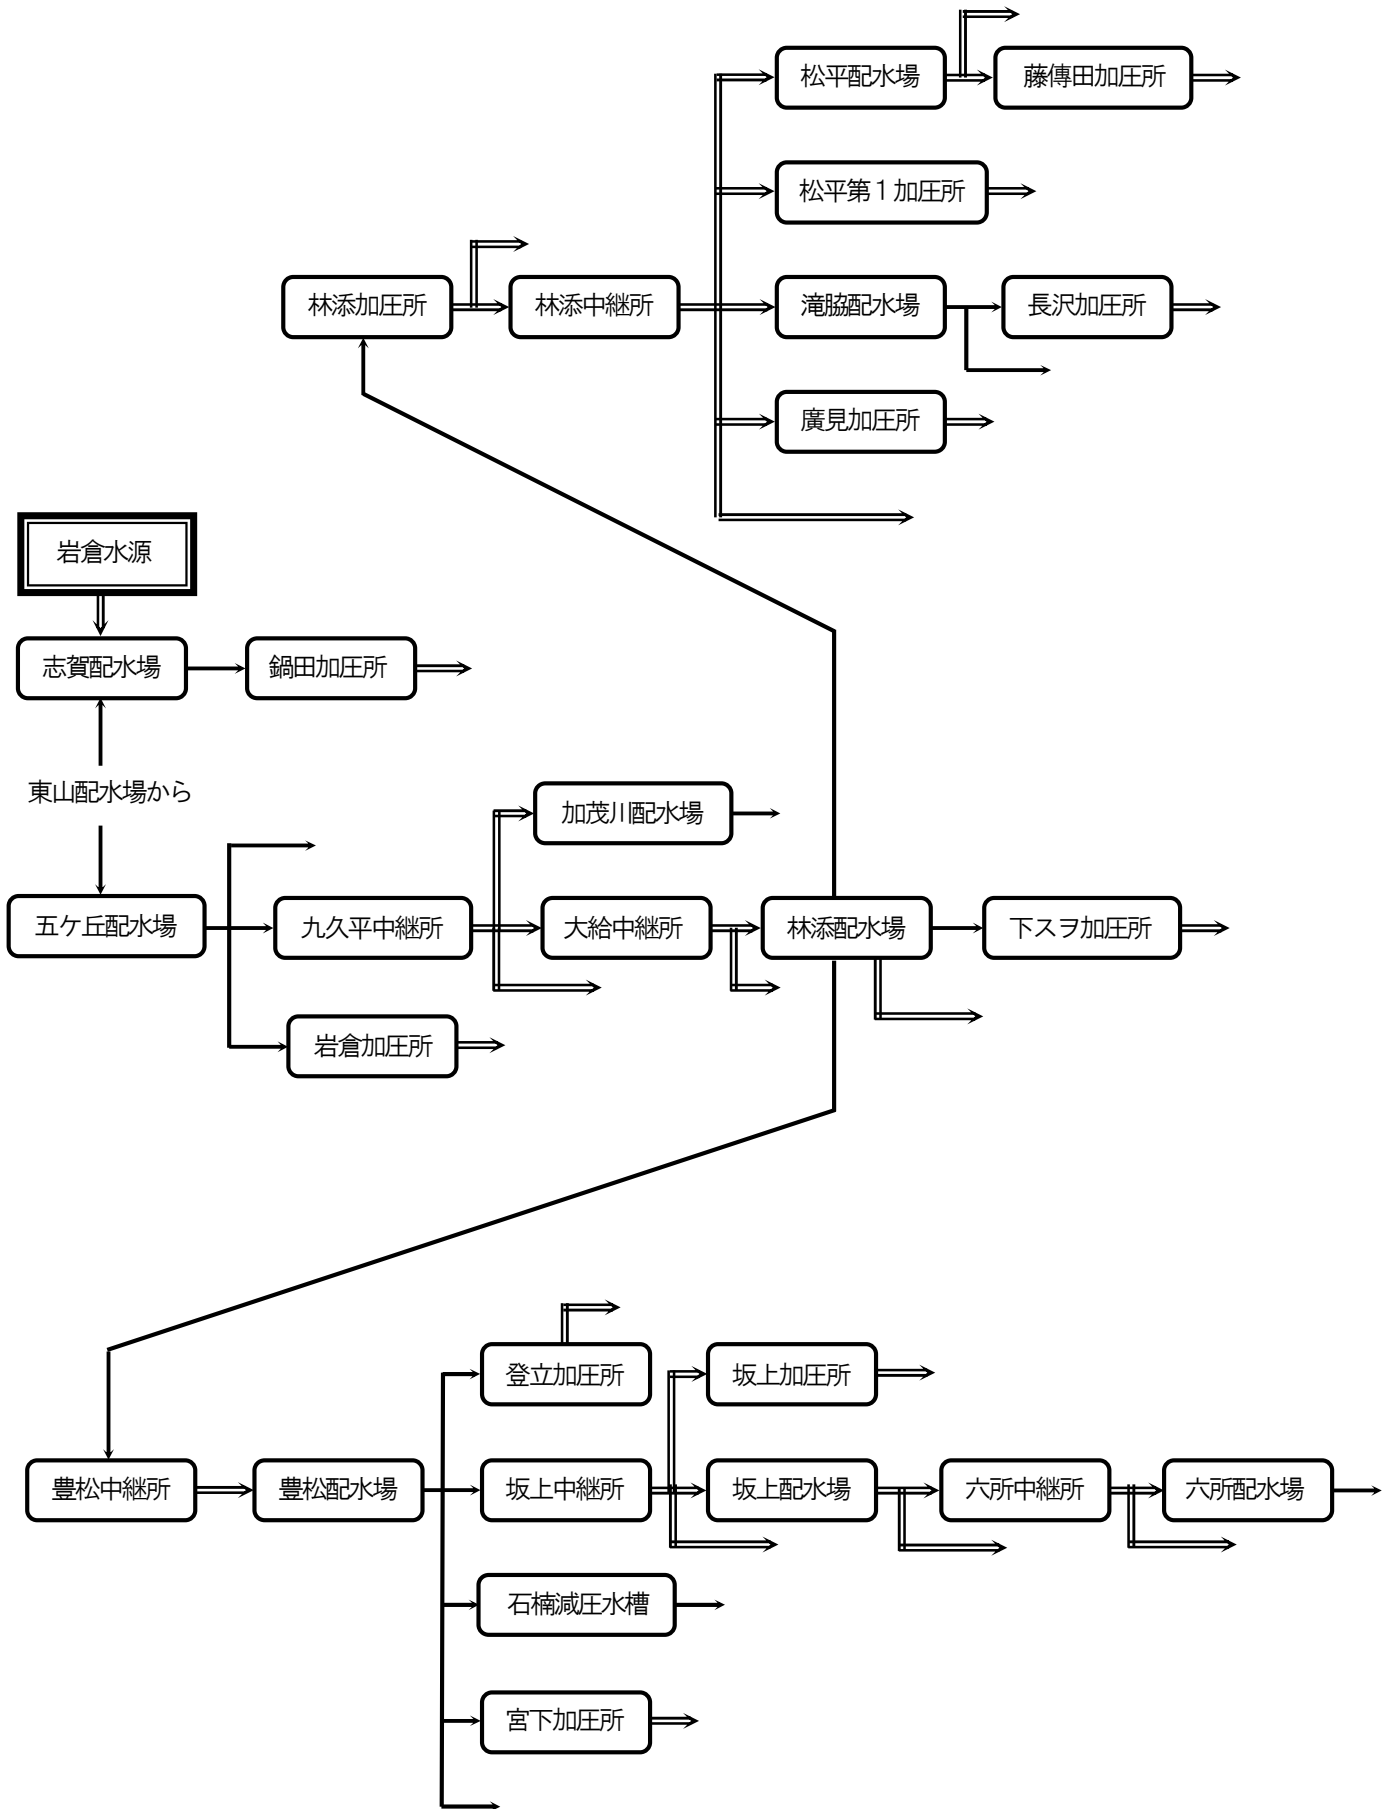 松平配水場
藤傳田加圧所
松平第１加圧所
林添加圧所
林添中継所
滝脇配水場
長沢加圧所
廣見加圧所
岩倉水源
志賀配水場
鍋田加圧所
東山配水場から
加茂川配水場
五ケ丘配水場
九久平中継所
大給中継所
林添配水場
下スヲ加圧所
岩倉加圧所
登立加圧所
坂上加圧所
豊松中継所
豊松配水場
坂上中継所
坂上配水場
六所中継所
六所配水場
石楠減圧水槽
宮下加圧所